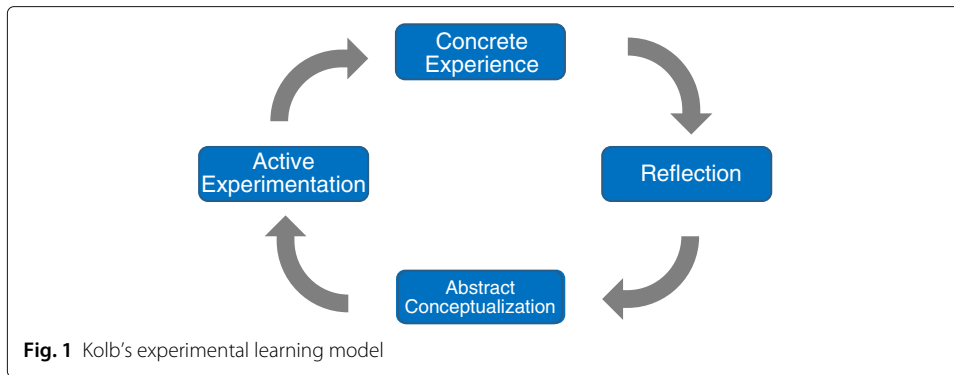 Concrete
Experience
Active
Experimentation
Reflection
Abstract
Conceptualization
Fig. 1 Kolb's experimental learning model